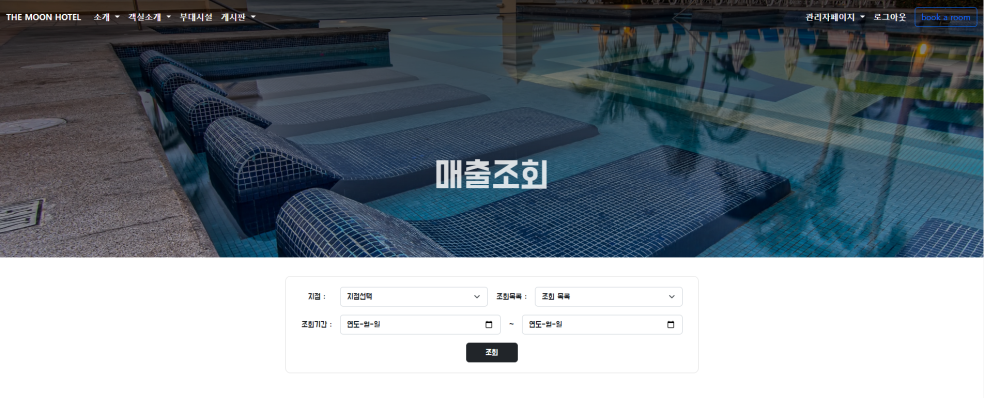 THE MOON HOTEL 소개 객실소개 부대시설 게시판 관리자페이지 로그아웃 book a room
매출조회
지점 : 지점선택 조회목록 : 조회 목록
조회기간 : 연도-월-일 ~ 연도-월-일
조회